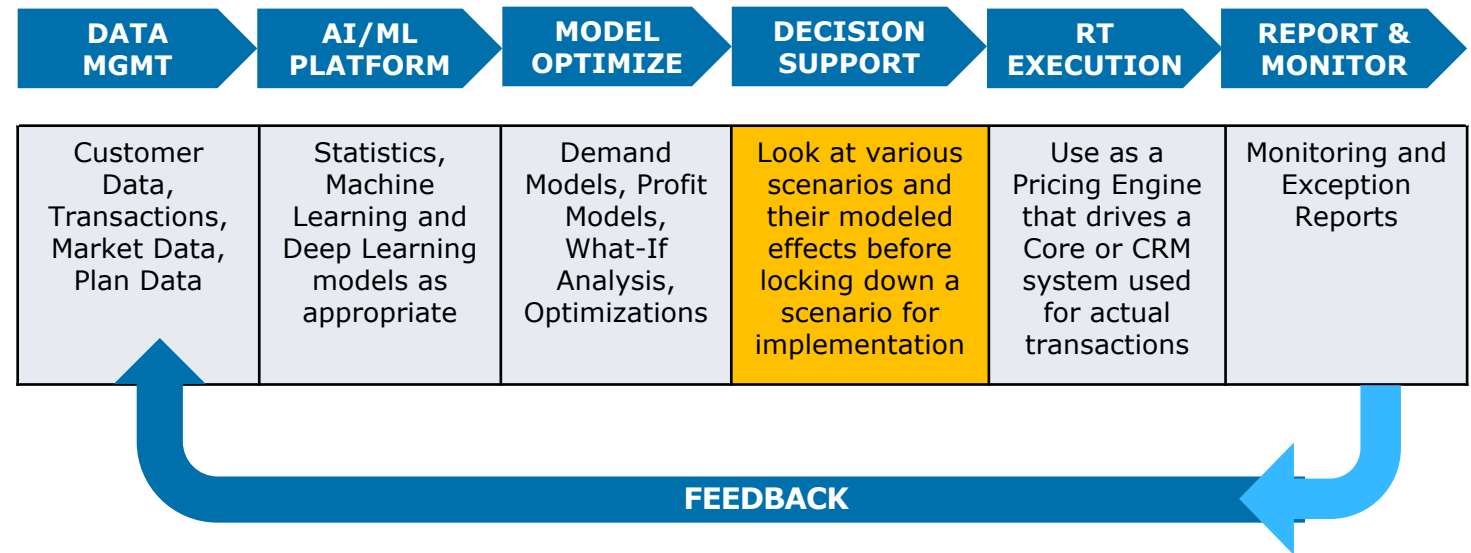 DATA
MGMT
AI/ML
PLATFORM
MODEL
OPTIMIZE
DECISION
SUPPORT
RT
EXECUTION
REPORT &
MONITOR
Customer
Data,
Transactions,
Market Data,
Plan Data
Statistics,
Machine
Learning and
Deep Learning
models as
appropriate
Demand
Models, Profit
Models,
What-If
Analysis,
Optimizations
Look at various
scenarios and
their modeled
effects before
locking down a
scenario for
implementation
Use as a
Pricing Engine
that drives a
Core or CRM
system used
for actual
transactions
Monitoring and
Exception
Reports
FEEDBACK